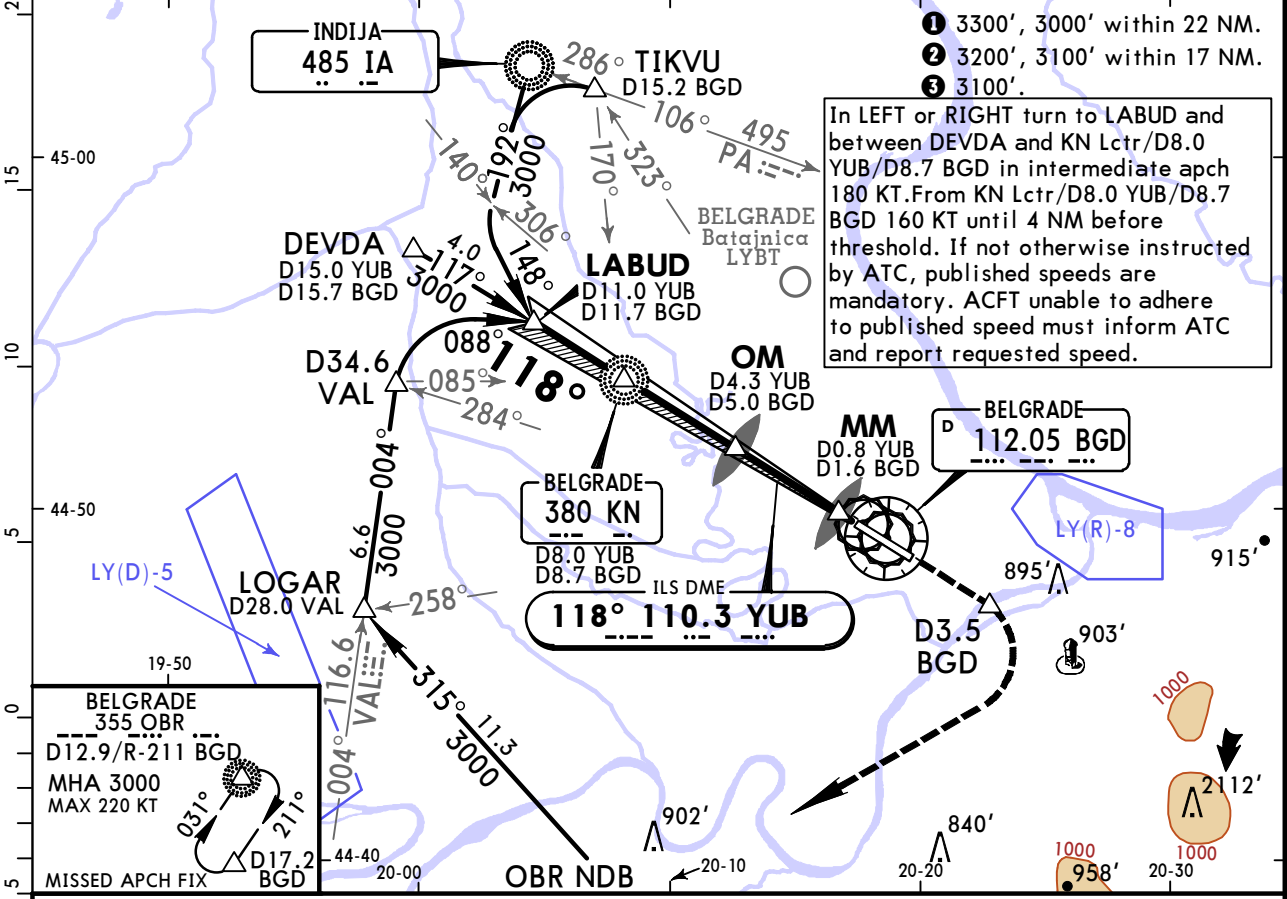 ❶ 3300′, 3000′ within 22 NM.
❷ 3200′, 3100′ within 17 NM.
❸ 3100′.
In LEFT or RIGHT turn to LABUD and
between DEVDA and KN Lctr/D8.0
YUB/D8.7 BGD in intermediate apch
180 KT.From KN Lctr/D8.0 YUB/D8.7
BGD 160 KT until 4 NM before
threshold. If not otherwise instructed
by ATC, published speeds are
mandatory. ACFT unable to adhere
to published speed must inform ATC
and report requested speed.
INDIJA
485 IA
286°
TIKVU
D15.2 BGD
106°
495
PA
192°
3000
140°
306°
170°
323°
BELGRADE
Batajnica
LYBT
45-00
15
10
5
0
5
DEVDA
D15.0 YUB
D15.7 BGD
4.0
117°
3000
148°
LABUD
D11.0 YUB
D11.7 BGD
088°
118°
D34.6
VAL
085°
284°
OM
D4.3 YUB
D5.0 BGD
MM
D0.8 YUB
D1.6 BGD
BELGRADE
D 112.05 BGD
BELGRADE
380 KN
D8.0 YUB
D8.7 BGD
ILS DME
118° 110.3 YUB
44-50
004°
6.6
3000
LOGAR
D28.0 VAL
258°
LY(D)-5
LY(R)-8
915′
895′
903′
D3.5
BGD
19-50
116.6
VAL
004°
315°
11.3
3000
OBR NDB
BELGRADE
355 OBR
D12.9/R-211 BGD
MHA 3000
MAX 220 KT
031°
211°
D17.2
BGD
MISSED APCH FIX
44-40
20-00
20-10
20-20
20-30
902′
840′
1000
2112′
1000
1000
958′